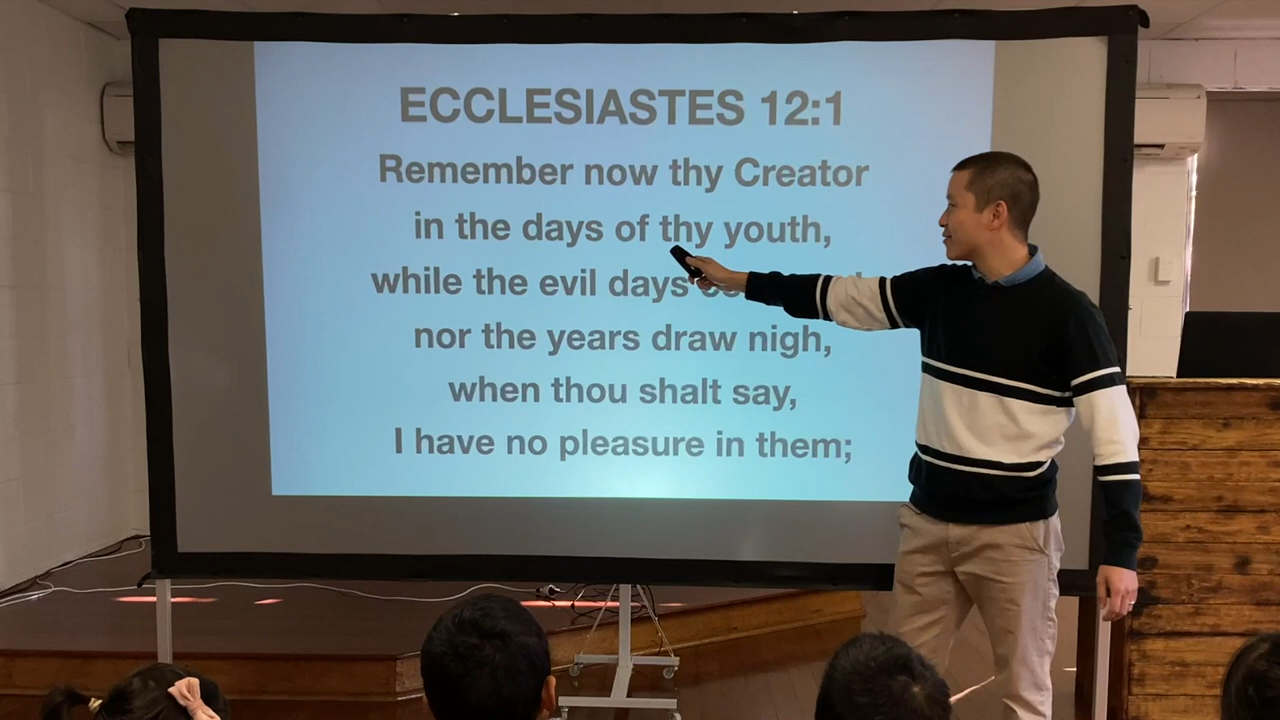 ECCLESIASTES 12:1
Remember now thy Creator
in the days of thy youth,
while the evil days
nor the years draw nigh,
when thou shalt say,
I have no pleasure in them;